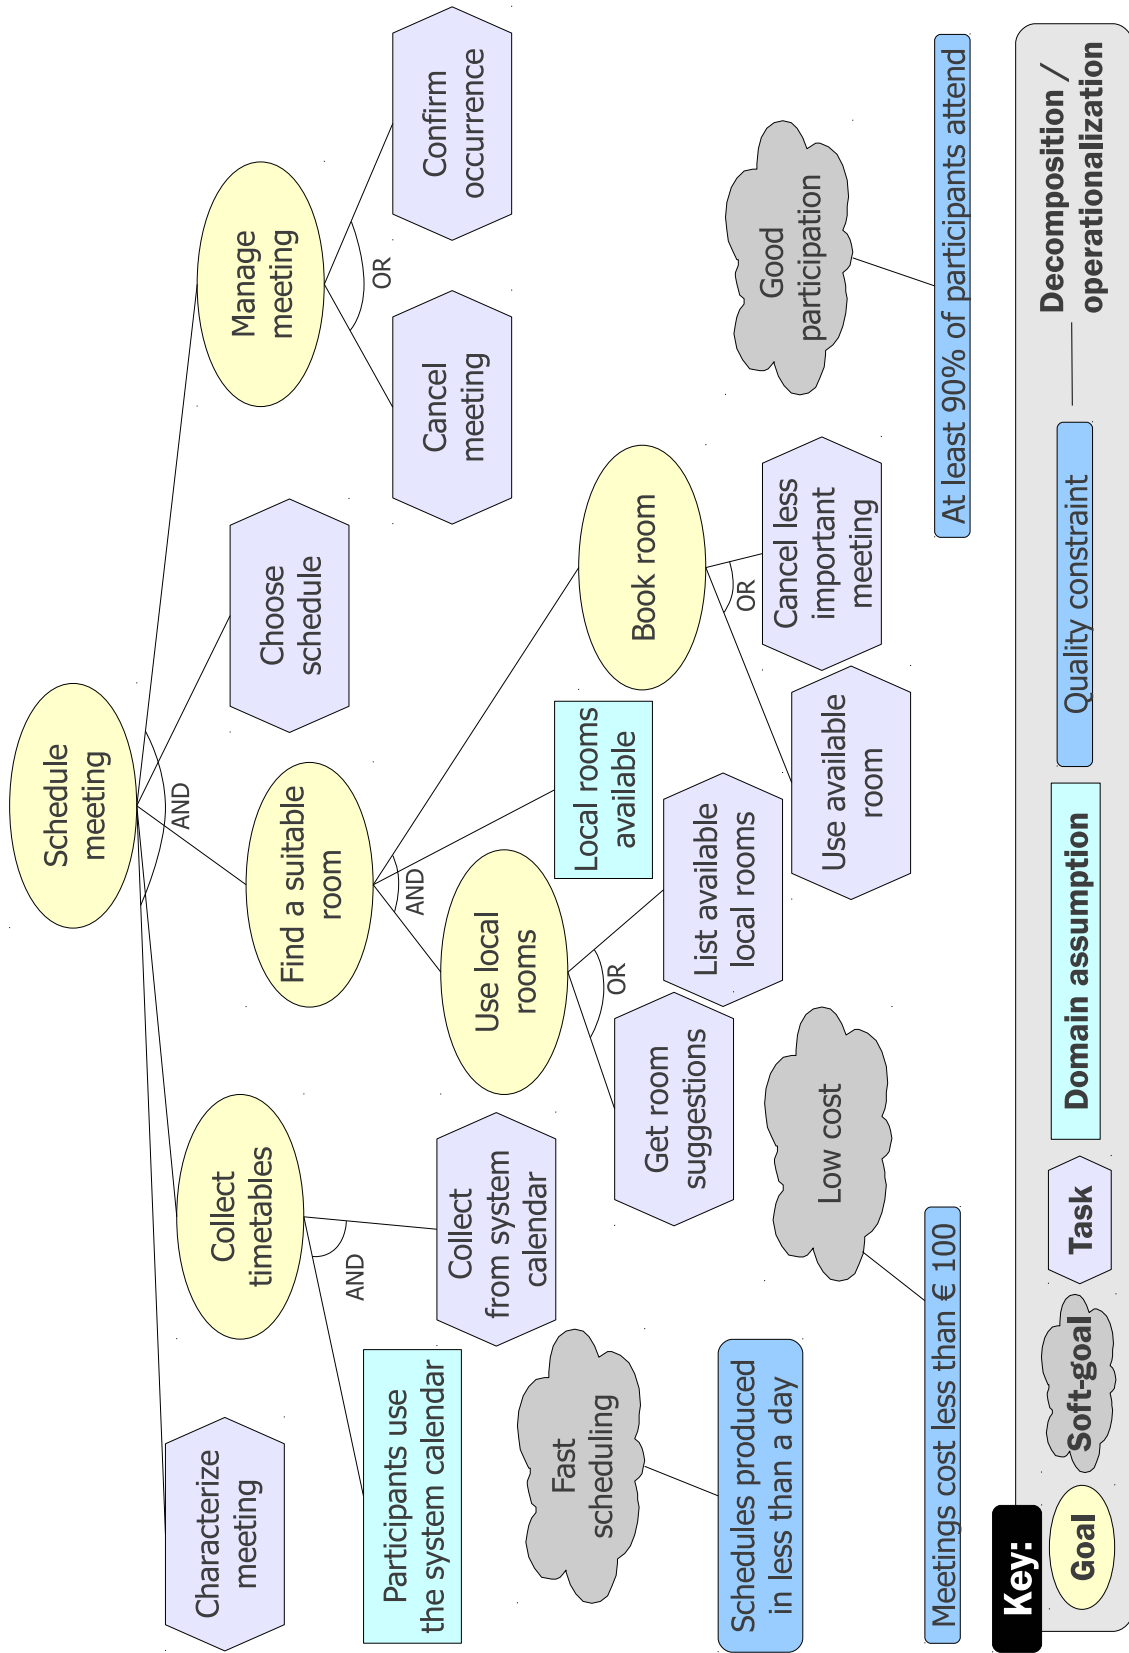 Schedule
meeting
AND
Characterize
meeting
Collect
timetables
AND
Participants use
the system calendar
Collect
from system
calendar
Find a suitable
room
AND
Use local
rooms
OR
Get room
suggestions
List available
local rooms
Local rooms
available
Book room
OR
Use available
room
Cancel less
important
meeting
Choose
schedule
Manage
meeting
OR
Cancel
meeting
Confirm
occurrence
Fast
scheduling
Schedules produced
in less than a day
Low cost
Meetings cost less than € 100
Good
participation
At least 90% of participants attend
Key:
Goal
Soft-goal
Task
Domain assumption
Quality constraint
Decomposition /
operationalization